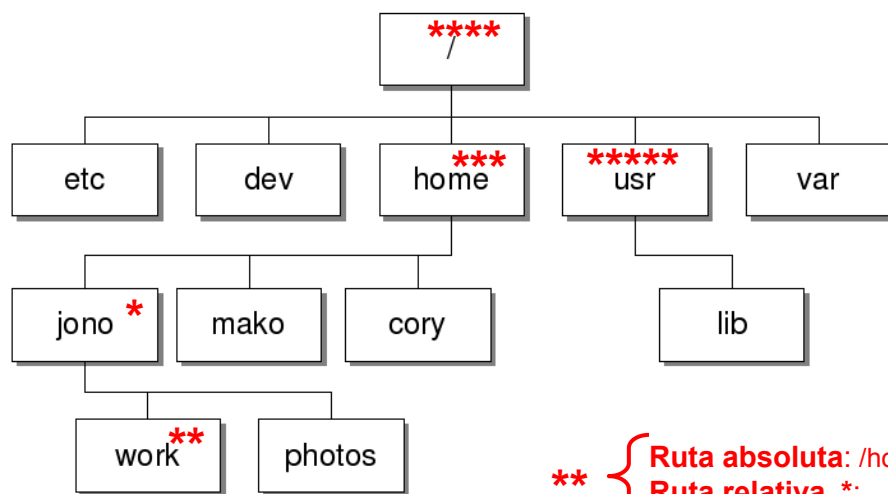 ****
/
etc dev home *** usr ***** var
jono * mako cory lib
work ** photos
** Ruta absoluta: /ho
Ruta relativa *: